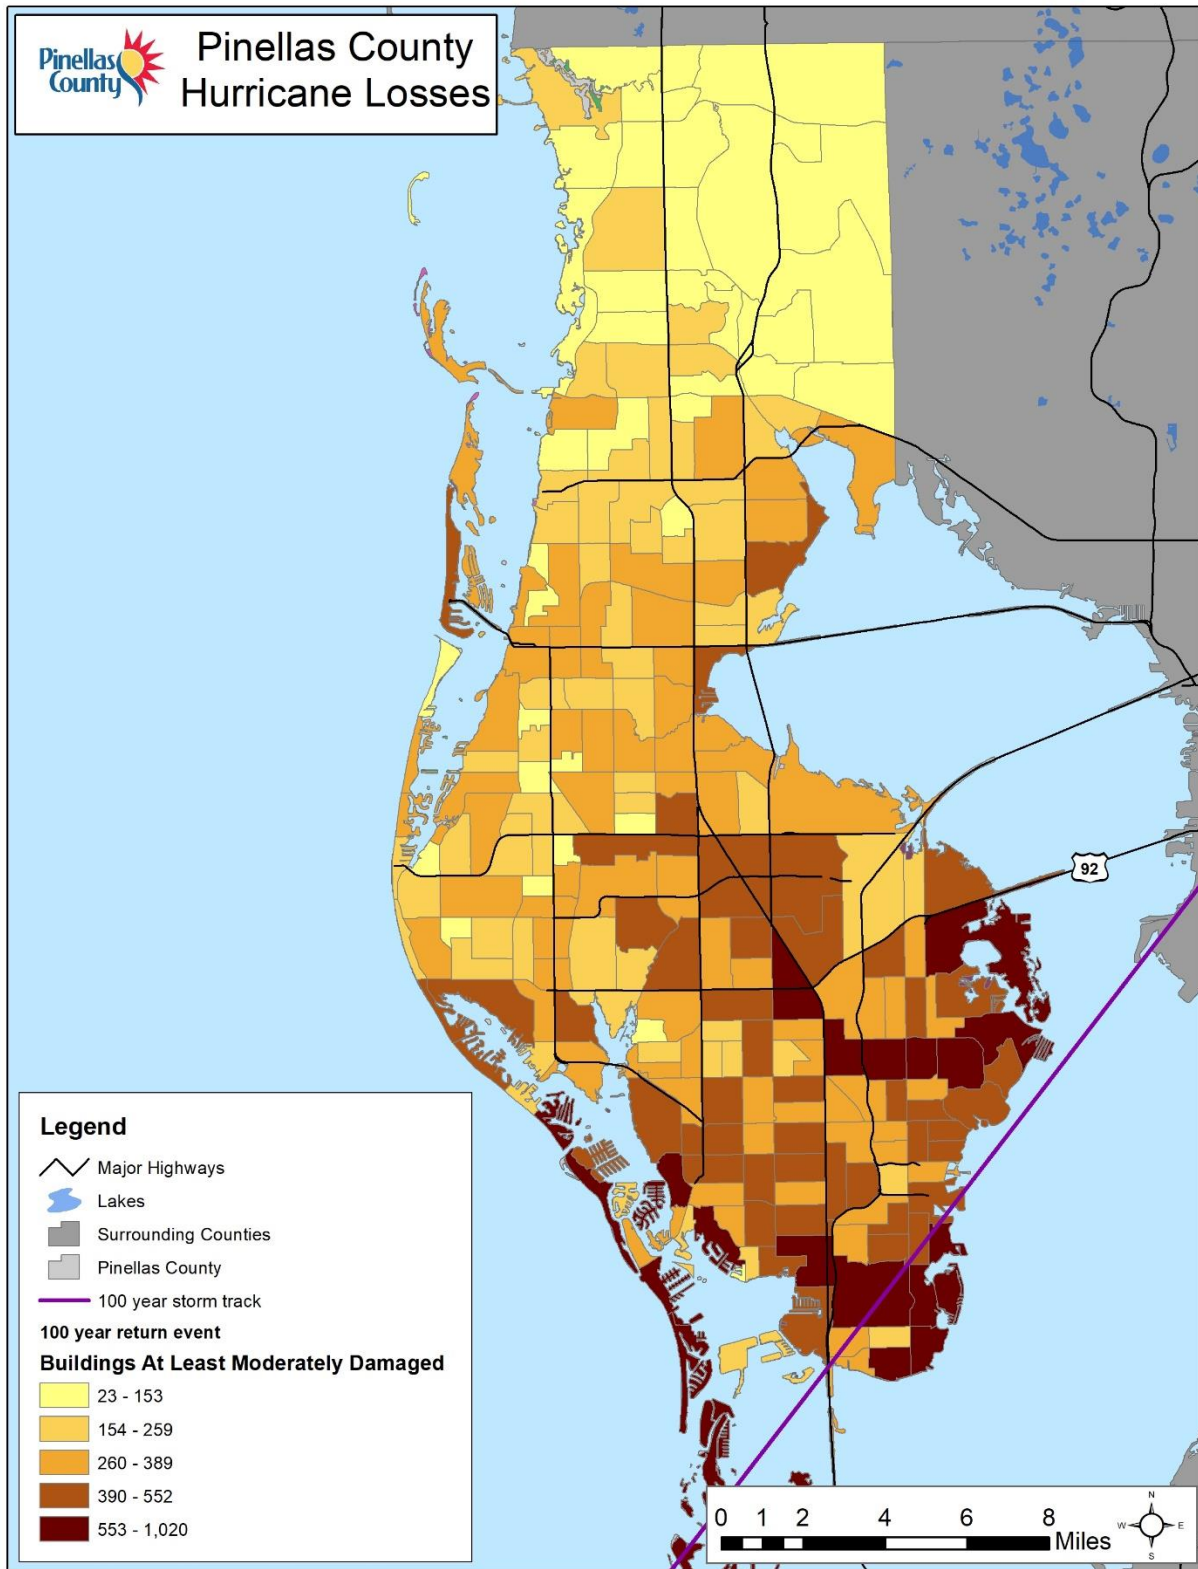 Pinellas
County
Pinellas County
Hurricane Losses
92
Legend
Major Highways
Lakes
Surrounding Counties
Pinellas County
100 year storm track
100 year return event
Buildings At Least Moderately Damaged
23 - 153
154 - 259
260 - 389
390 - 552
553 - 1,020
0 1 2 4 6 8
Miles
N
W E
S